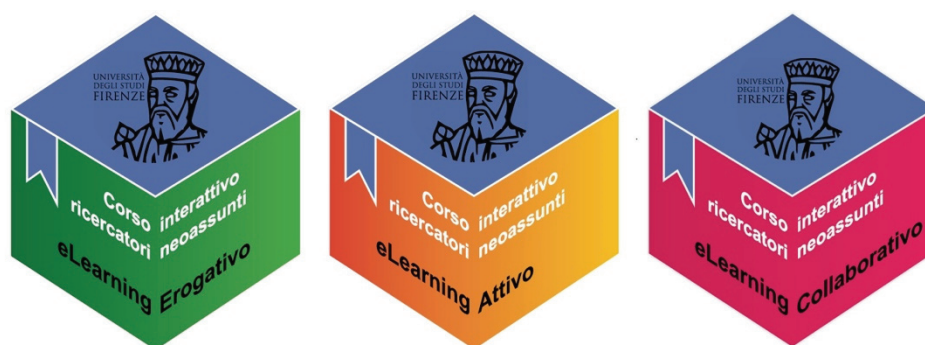 UNIVERSITÀ
DEGLI STUDI
FIRENZE
Corso interattivo
ricercatori neoassunti
eLearning Erogativo
UNIVERSITÀ
DEGLI STUDI
FIRENZE
Corso interattivo
ricercatori neoassunti
eLearning Attivo
UNIVERSITÀ
DEGLI STUDI
FIRENZE
Corso interattivo
ricercatori neoassunti
eLearning Collaborativo